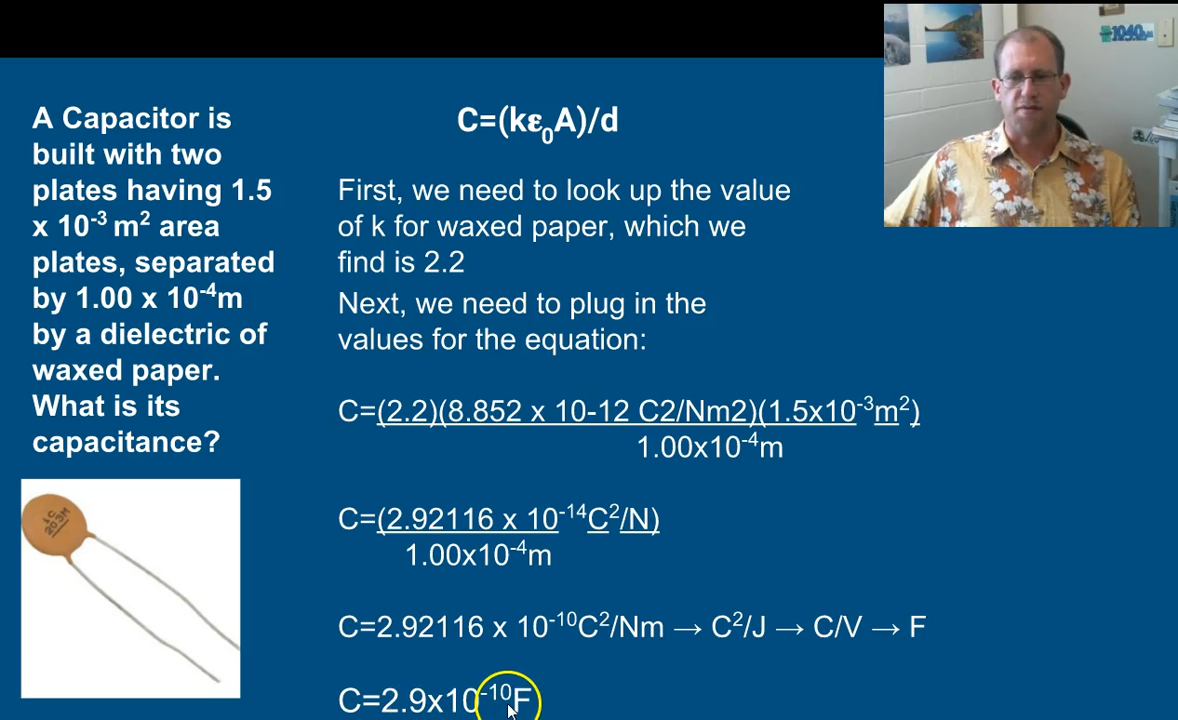 A Capacitor is
built with two
plates having 1.5
x 10⁻³ m² area
plates, separated
by 1.00 x 10⁻⁴m
by a dielectric of
waxed paper.
What is its
capacitance?
C=(kε₀A)/d
First, we need to look up the value
of k for waxed paper, which we
find is 2.2
Next, we need to plug in the
values for the equation:
C=(2.2)(8.852 x 10-12 C2/Nm2)(1.5x10⁻³m²)
1.00x10⁻⁴m
C=(2.92116 x 10⁻¹⁴C²/N)
1.00x10⁻⁴m
C=2.92116 x 10⁻¹⁰C²/Nm → C²/J → C/V → F
C=2.9x10⁻¹⁰F
1C
203M
1040